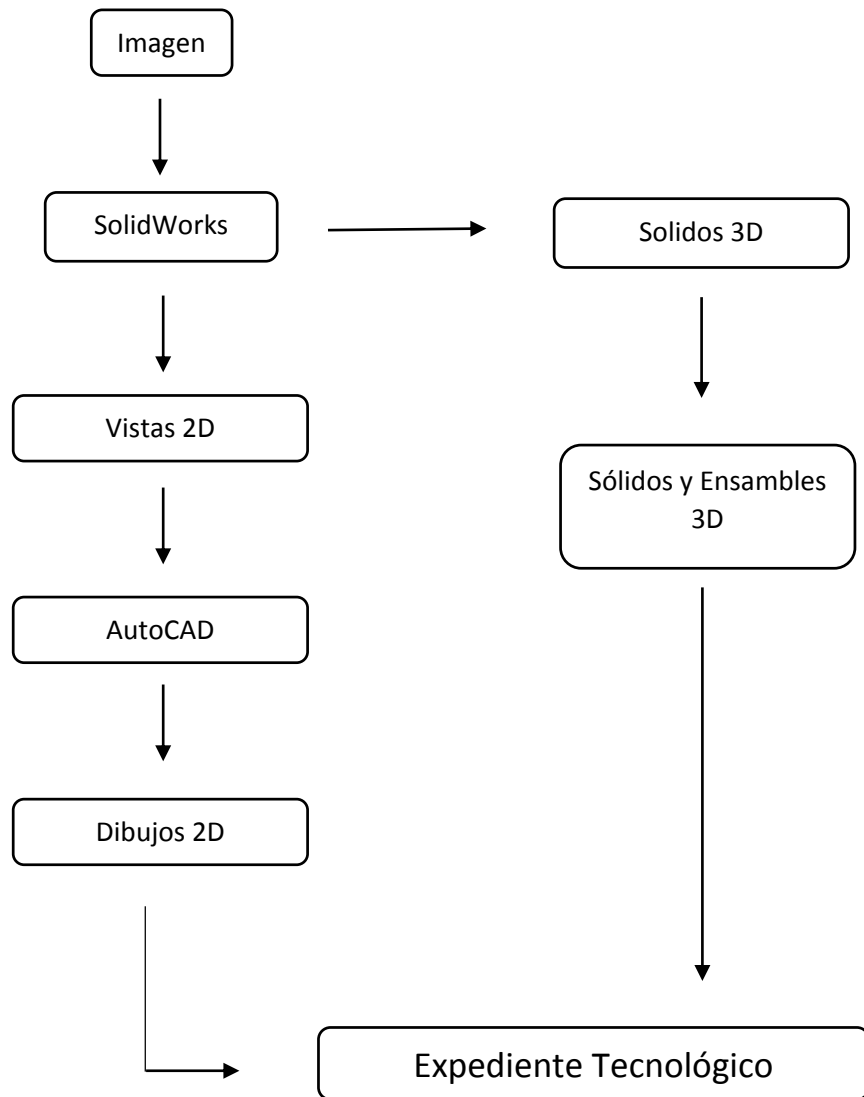 Imagen
SolidWorks
Solidos 3D
Vistas 2D
Sólidos y Ensambles
3D
AutoCAD
Dibujos 2D
Expediente Tecnológico